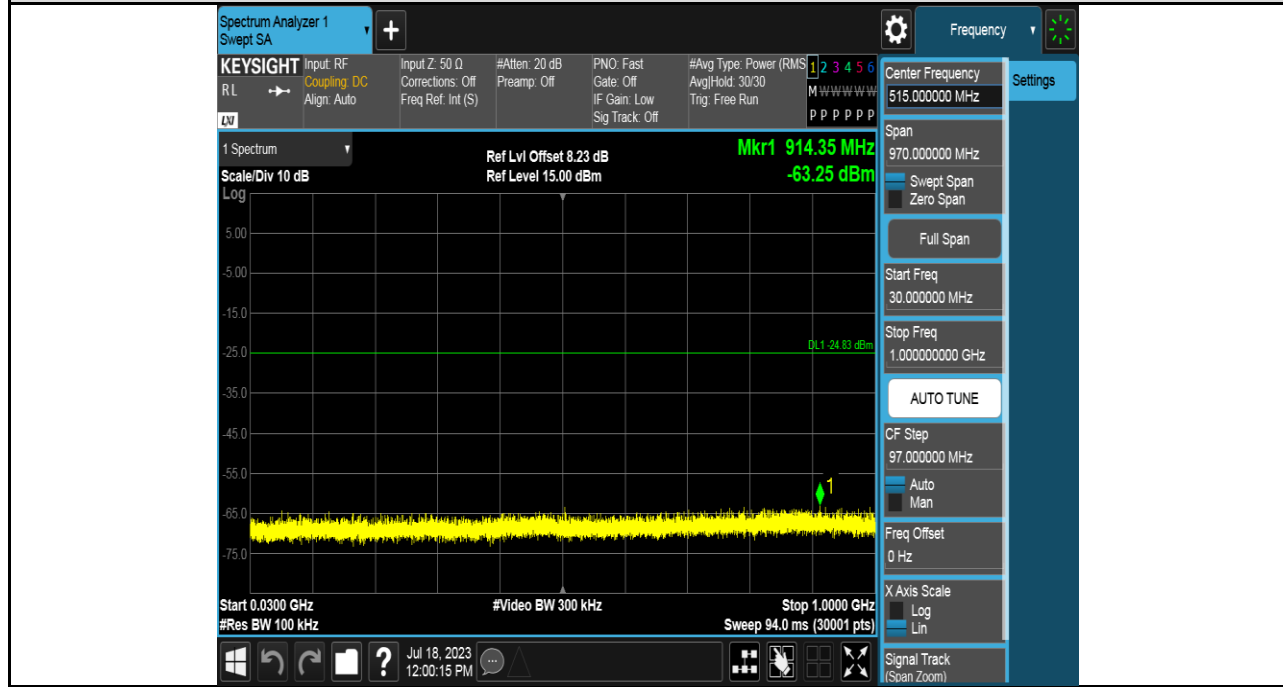 Spectrum Analyzer 1
Swept SA
+
Frequency
KEYSIGHT
RL
LXI
Input: RF
Coupling: DC
Align: Auto
Input Z: 50 Ω
Corrections: Off
Freq Ref: Int (S)
#Atten: 20 dB
Preamp: Off
PNO: Fast
Gate: Off
IF Gain: Low
Sig Track: Off
#Avg Type: Power (RMS
Avg|Hold: 30/30
Trig: Free Run
1 2 3 4 5 6
M W W W W W
P P P P P P
Center Frequency
515.000000 MHz
Settings
1 Spectrum
Scale/Div 10 dB
Ref Lvl Offset 8.23 dB
Ref Level 15.00 dBm
Mkr1 914.35 MHz
-63.25 dBm
Log
5.00
-5.00
-15.0
-25.0
-35.0
-45.0
-55.0
-65.0
-75.0
DL1 -24.83 dBm
1
Start 0.0300 GHz
#Res BW 100 kHz
#Video BW 300 kHz
Stop 1.0000 GHz
Sweep 94.0 ms (30001 pts)
Span
970.000000 MHz
Swept Span
Zero Span
Full Span
Start Freq
30.000000 MHz
Stop Freq
1.000000000 GHz
AUTO TUNE
CF Step
97.000000 MHz
Auto
Man
Freq Offset
0 Hz
X Axis Scale
Log
Lin
Signal Track
(Span Zoom)
?
Jul 18, 2023
12:00:15 PM